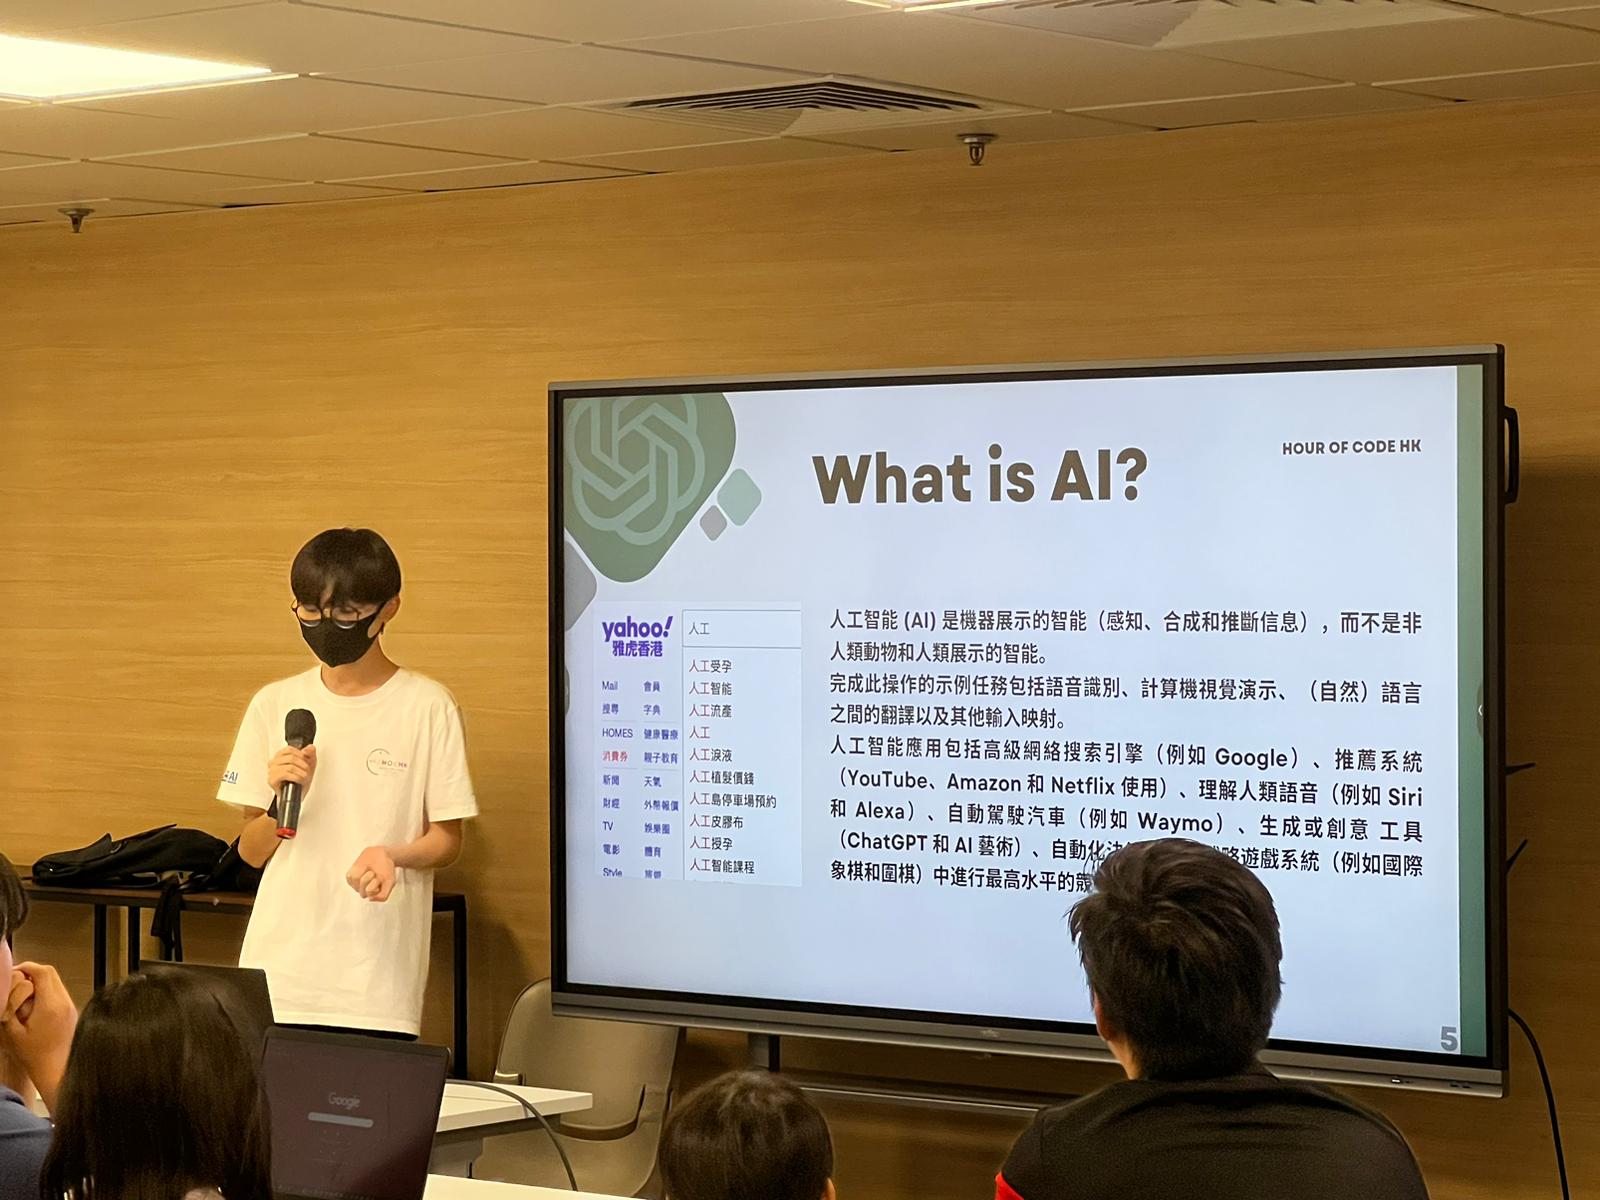 What is AI?
HOUR OF CODE HK
yahoo!
雅虎香港
Mail 會員
搜尋 字典
HOMES 健康醫療
消費券 親子教育
新聞 天氣
財經 外幣報價
TV 娛樂圈
電影 體育
Style
人工
人工受孕
人工智能
人工流產
人工
人工淚液
人工植髮價錢
人工島停車場預約
人工皮膠布
人工授孕
人工智能課程
人工智能 (AI) 是機器展示的智能（感知、合成和推斷信息），而不是非
人類動物和人類展示的智能。
完成此操作的示例任務包括語音識別、計算機視覺演示、（自然）語言
之間的翻譯以及其他輸入映射。
人工智能應用包括高級網絡搜索引擎（例如 Google）、推薦系統
（YouTube、Amazon 和 Netflix 使用）、理解人類語音（例如 Siri
和 Alexa）、自動駕駛汽車（例如 Waymo）、生成或創意 工具
（ChatGPT 和 AI 藝術）、自動化決 略遊戲系統（例如國際
象棋和圍棋）中進行最高水平的
5
AI
Google